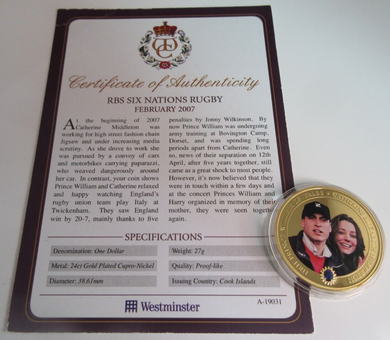 Certificate of Authenticity
RBS SIX NATIONS RUGBY
FEBRUARY 2007
At the beginning of 2007
Catherine Middleton was
working for high street fashion chain
Jigsaw and under increasing media
scrutiny. As she drove to work she
was pursued by a convoy of cars
and motorbikes carrying paparazzi,
who weaved dangerously around
her car. In contrast, your coin shows
Prince William and Catherine relaxed
and happy watching England's
rugby union team play Italy at
Twickenham. They saw England
win by 20-7, mainly thanks to five
penalties by Jonny Wilkinson. By
now Prince William was undergoing
army training at Bovington Camp,
Dorset, and was spending long
periods apart from Catherine. Even
so, news of their separation on 12th
April, after five years together, still
came as a great shock to most people.
However, it's now believed that they
were in touch within a few days and
at the concert Princes William and
Harry organized in memory of their
mother, they were seen together
again.
SPECIFICATIONS
Denomination: One Dollar
Weight: 27g
Metal: 24ct Gold Plated Cupro-Nickel
Quality: Proof-like
Diameter: 38.61mm
Issuing Country: Cook Islands
Westminster
A-19031